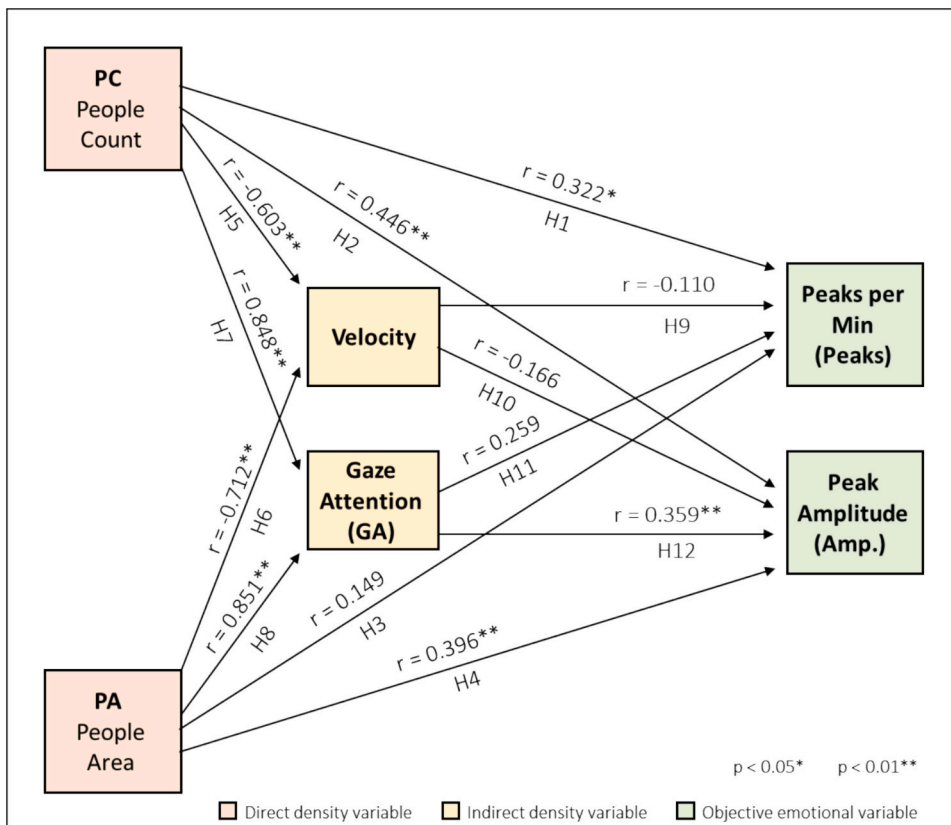 PC
People
Count
r = 0.322*
H1
r = 0.446**
H2
r = -0.603**
H5
r = 0.848**
H7
Velocity
r = -0.110
H9
Peaks per
Min
(Peaks)
r = -0.166
H10
r = 0.259
H11
Gaze
Attention
(GA)
r = 0.359**
H12
Peak
Amplitude
(Amp.)
r = -0.712**
H6
r = 0.851**
H8
r = 0.149
H3
r = 0.396**
H4
PA
People
Area
p < 0.05* p < 0.01**
Direct density variable Indirect density variable Objective emotional variable